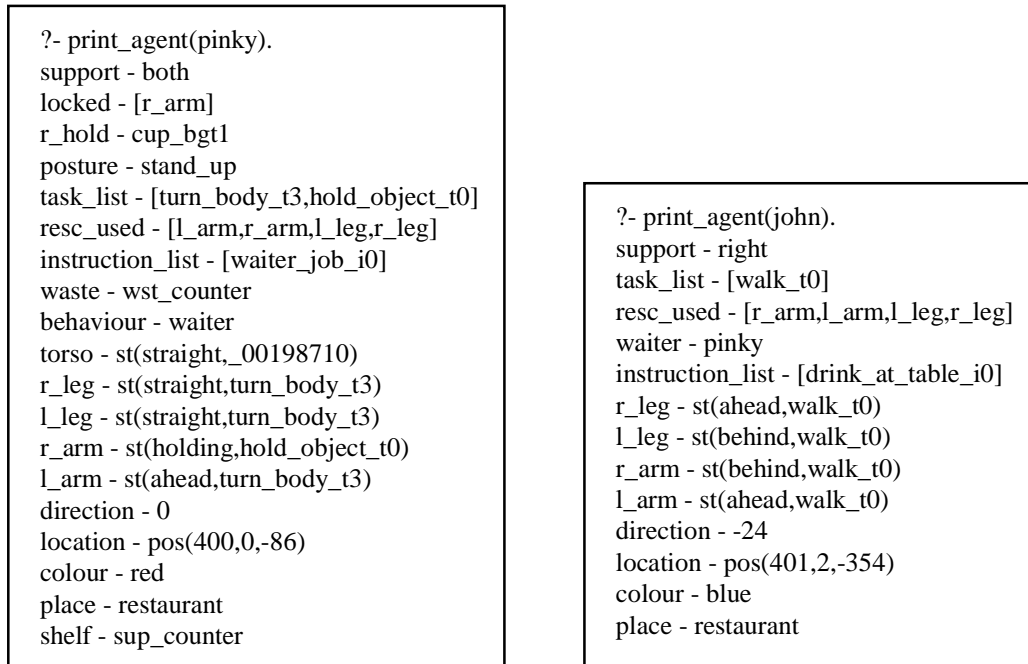 ?- print_agent(pinky).
support - both
locked - [r_arm]
r_hold - cup_bgt1
posture - stand_up
task_list - [turn_body_t3,hold_object_t0]
resc_used - [l_arm,r_arm,l_leg,r_leg]
instruction_list - [waiter_job_i0]
waste - wst_counter
behaviour - waiter
torso - st(straight,_00198710)
r_leg - st(straight,turn_body_t3)
l_leg - st(straight,turn_body_t3)
r_arm - st(holding,hold_object_t0)
l_arm - st(ahead,turn_body_t3)
direction - 0
location - pos(400,0,-86)
colour - red
place - restaurant
shelf - sup_counter
?- print_agent(john).
support - right
task_list - [walk_t0]
resc_used - [r_arm,l_arm,l_leg,r_leg]
waiter - pinky
instruction_list - [drink_at_table_i0]
r_leg - st(ahead,walk_t0)
l_leg - st(behind,walk_t0)
r_arm - st(behind,walk_t0)
l_arm - st(ahead,walk_t0)
direction - -24
location - pos(401,2,-354)
colour - blue
place - restaurant